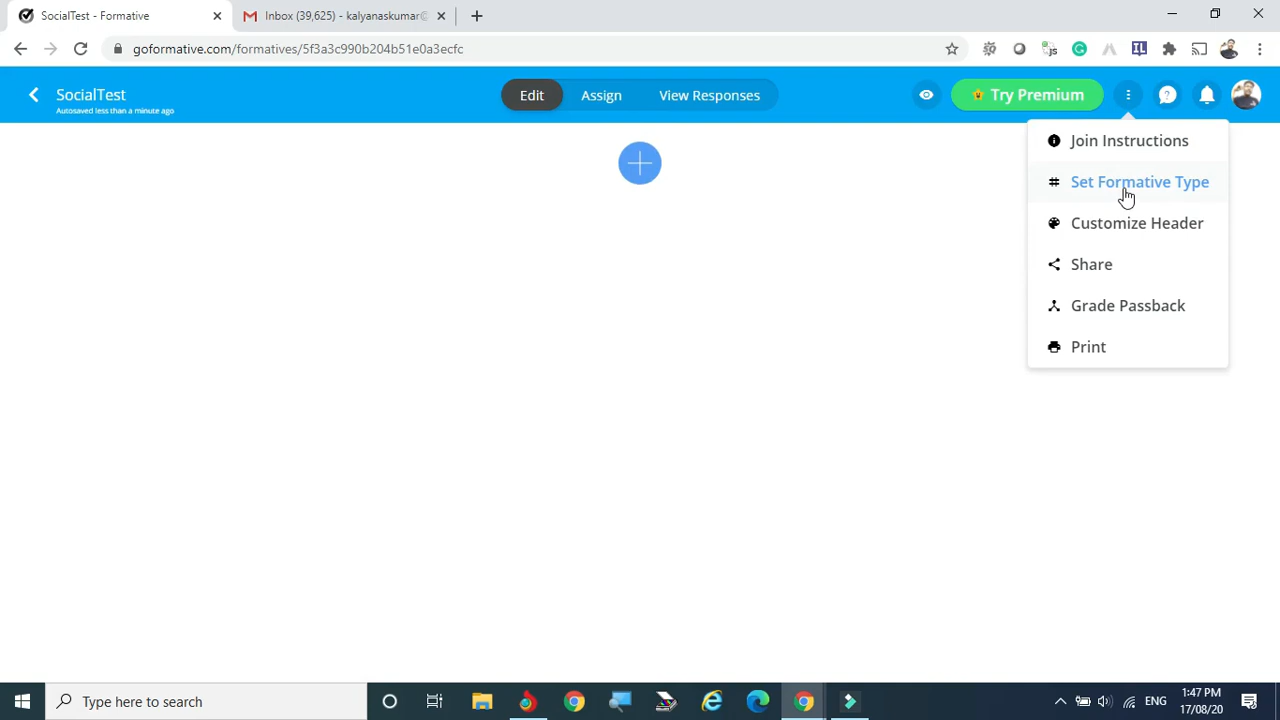 SocialTest - Formative
Inbox (39,625) - kalyanaskumar@
goformative.com/formatives/5f3a3c990b204b51e0a3ecfc
SocialTest
Autosaved less than a minute ago
Edit
Assign
View Responses
Try Premium
Join Instructions
Set Formative Type
Customize Header
Share
Grade Passback
Print
Type here to search
ENG
1:47 PM
17/08/20